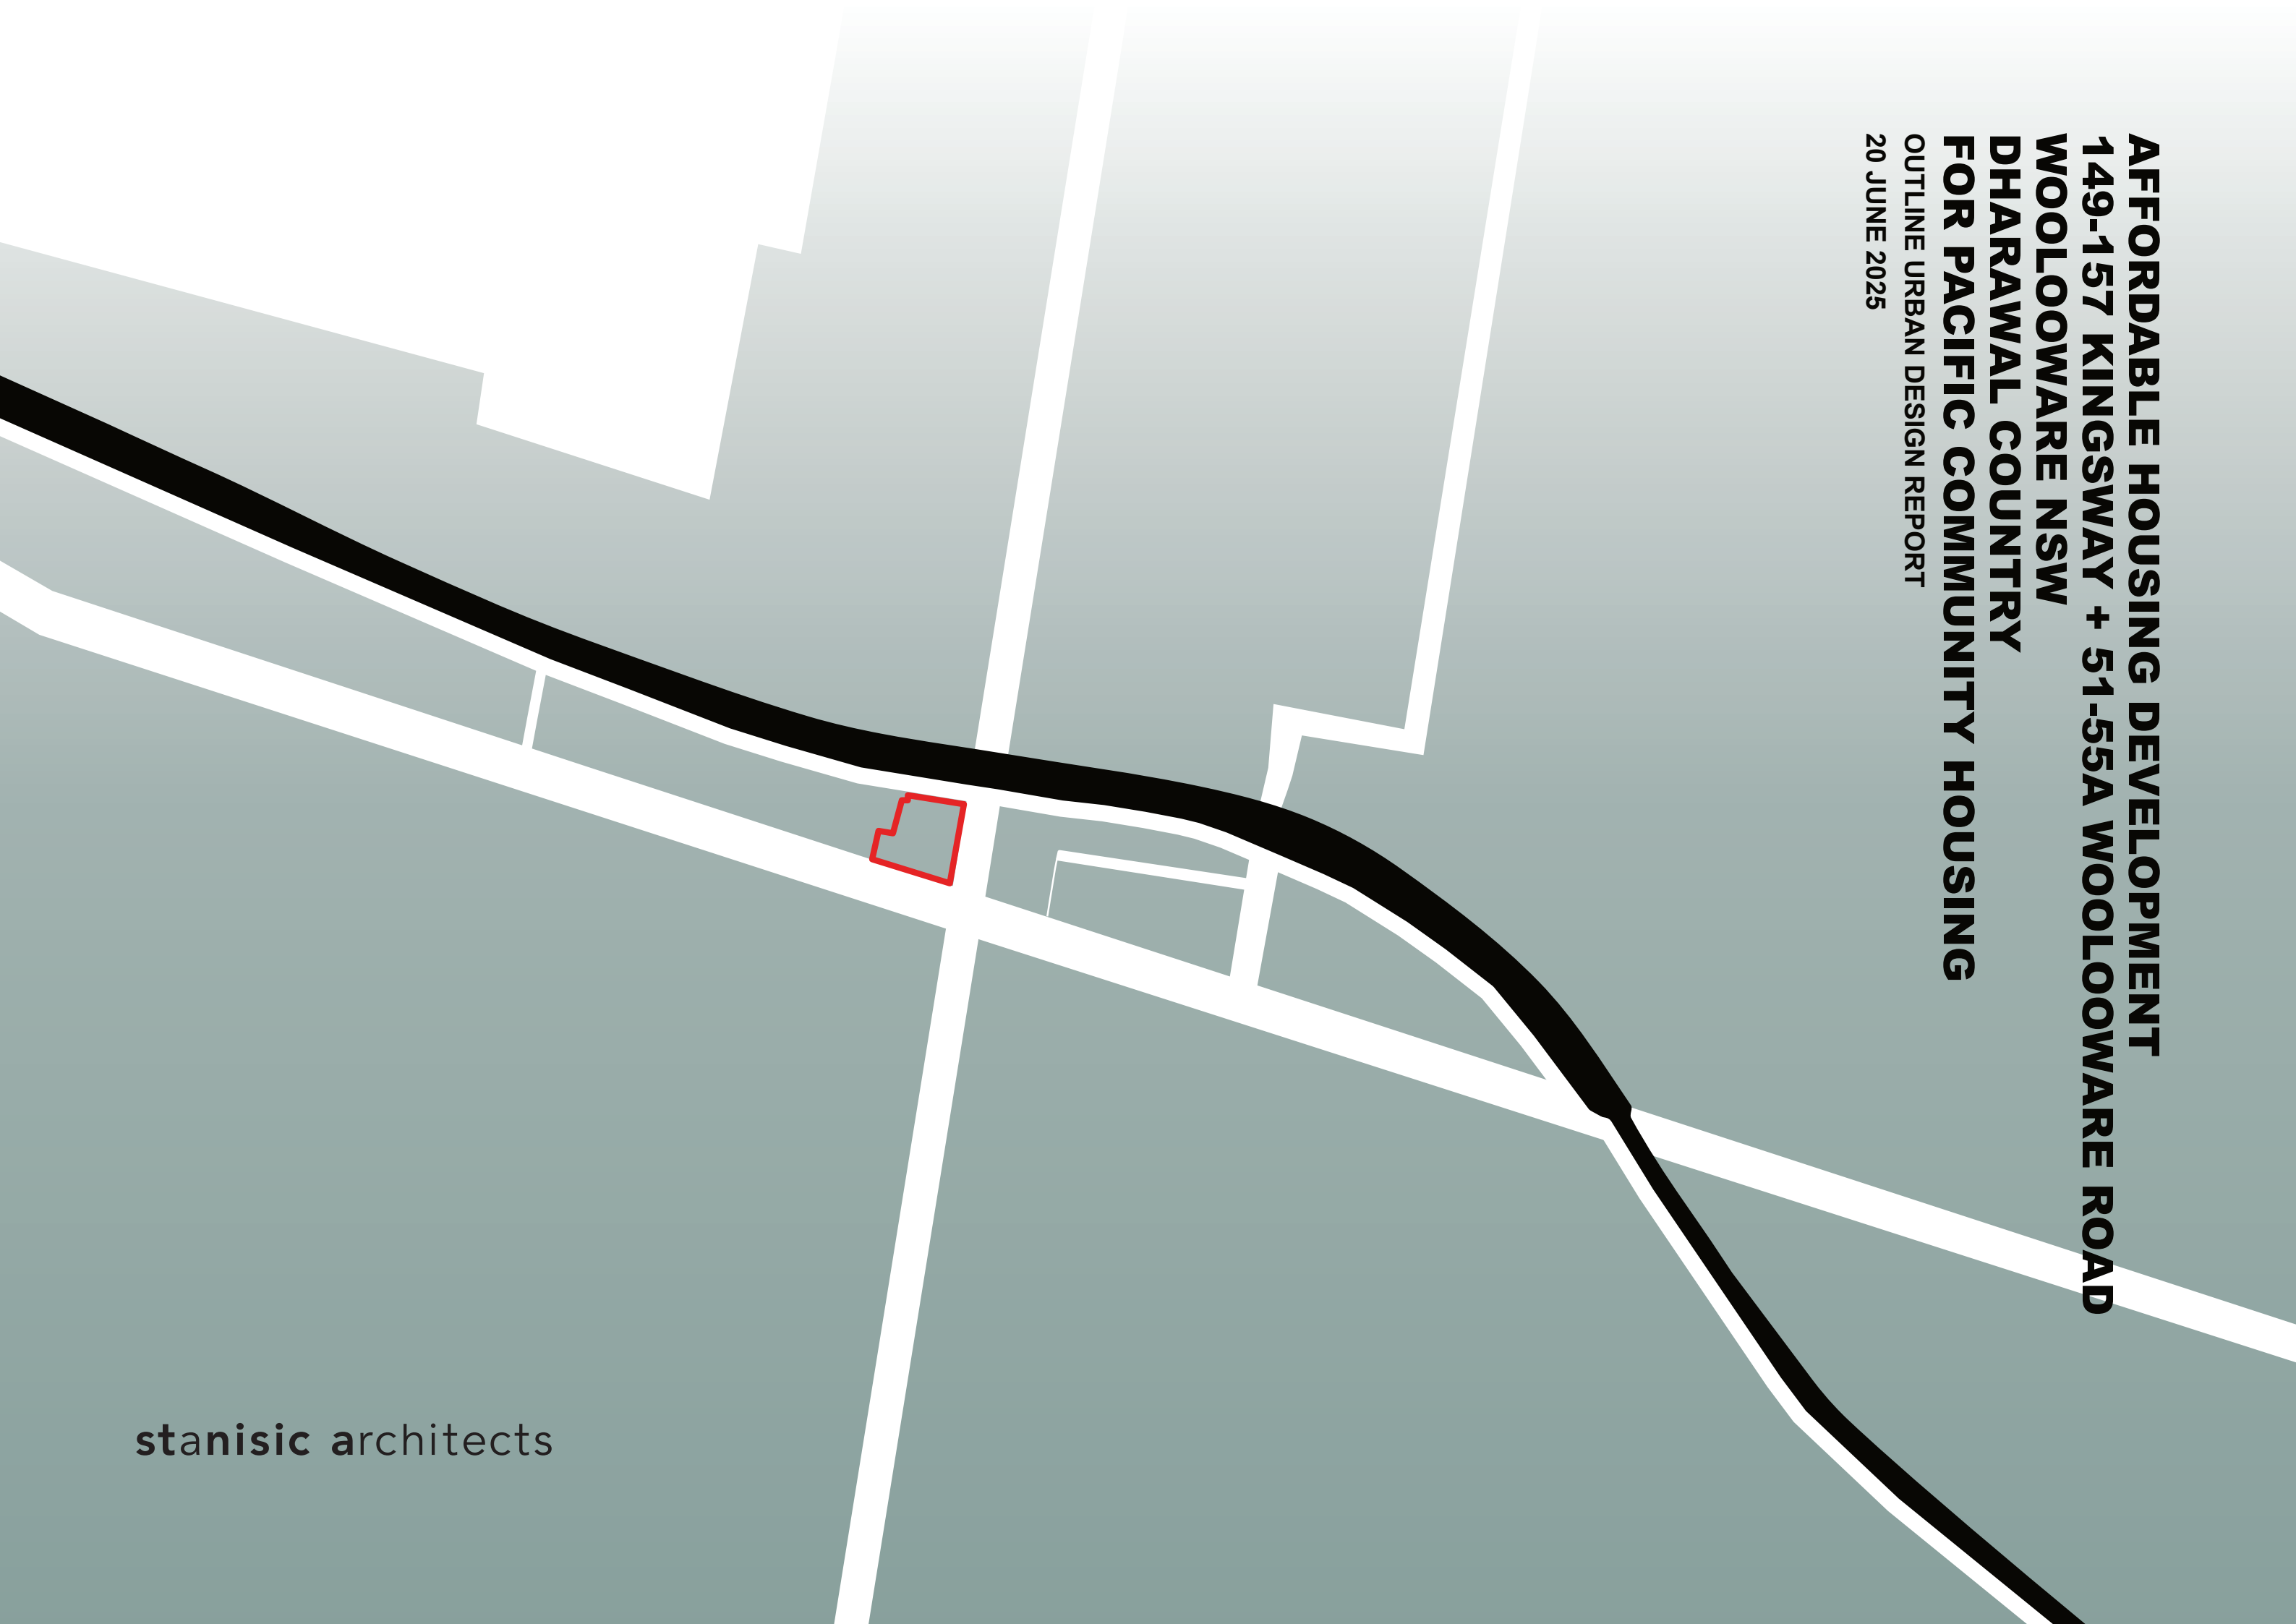 AFFORDABLE HOUSING DEVELOPMENT
149-157 KINGSWAY + 51-55A WOOLOOWARE ROAD
WOOLOOWARE NSW
DHARAWAL COUNTRY
FOR PACIFIC COMMUNITY HOUSING
OUTLINE URBAN DESIGN REPORT
20 JUNE 2025
stanisic architects